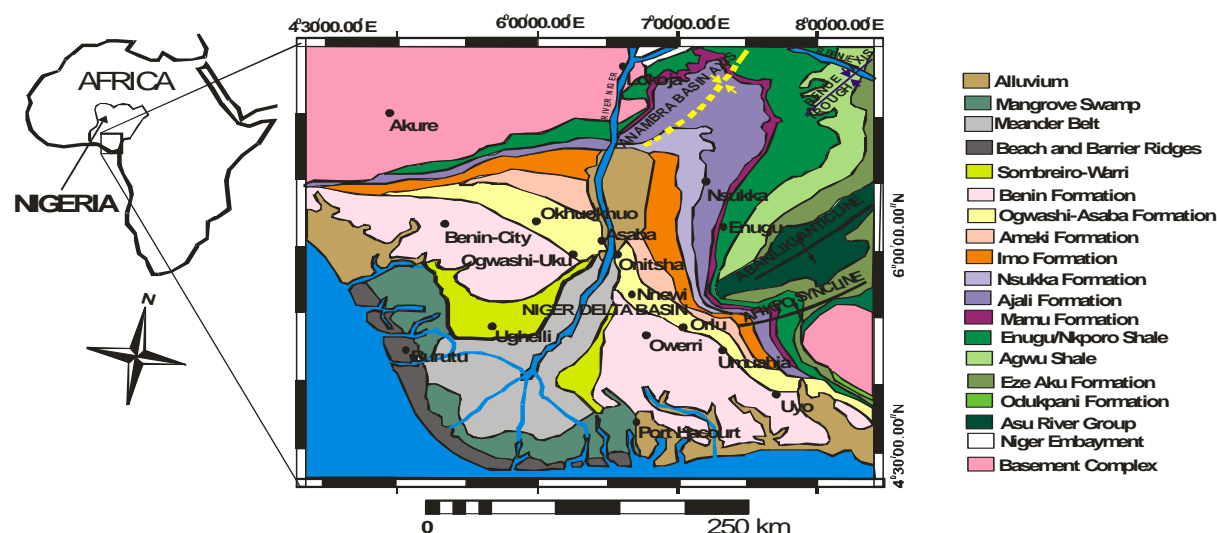 4°30/00.00//E
6°00/00.00//E
7°00/00.00//E
8°00/00.00//E
AFRICA
NIGERIA
N
Lokoja
RIVER NIGER
ANAMBRA BASIN AXIS
BENUE
TROUGH
AXIS
Akure
Nsukka
Enugu
ABANLIKI ANTICLINE
AFIKPO SYNCLINE
Benin-City
Asaba
Ogwashi-Uku
Onitsha
Nnewi
NIGER DELTA BASIN
Orlu
Ughelli
Owerri
Umuahia
Burutu
Uyo
Port Hacourt
6°00/00.00//N
4°30/00.00//N
0
250 km
Alluvium
Mangrove Swamp
Meander Belt
Beach and Barrier Ridges
Sombreiro-Warri
Benin Formation
Ogwashi-Asaba Formation
Ameki Formation
Imo Formation
Nsukka Formation
Ajali Formation
Mamu Formation
Enugu/Nkporo Shale
Agwu Shale
Eze Aku Formation
Odukpani Formation
Asu River Group
Niger Embayment
Basement Complex